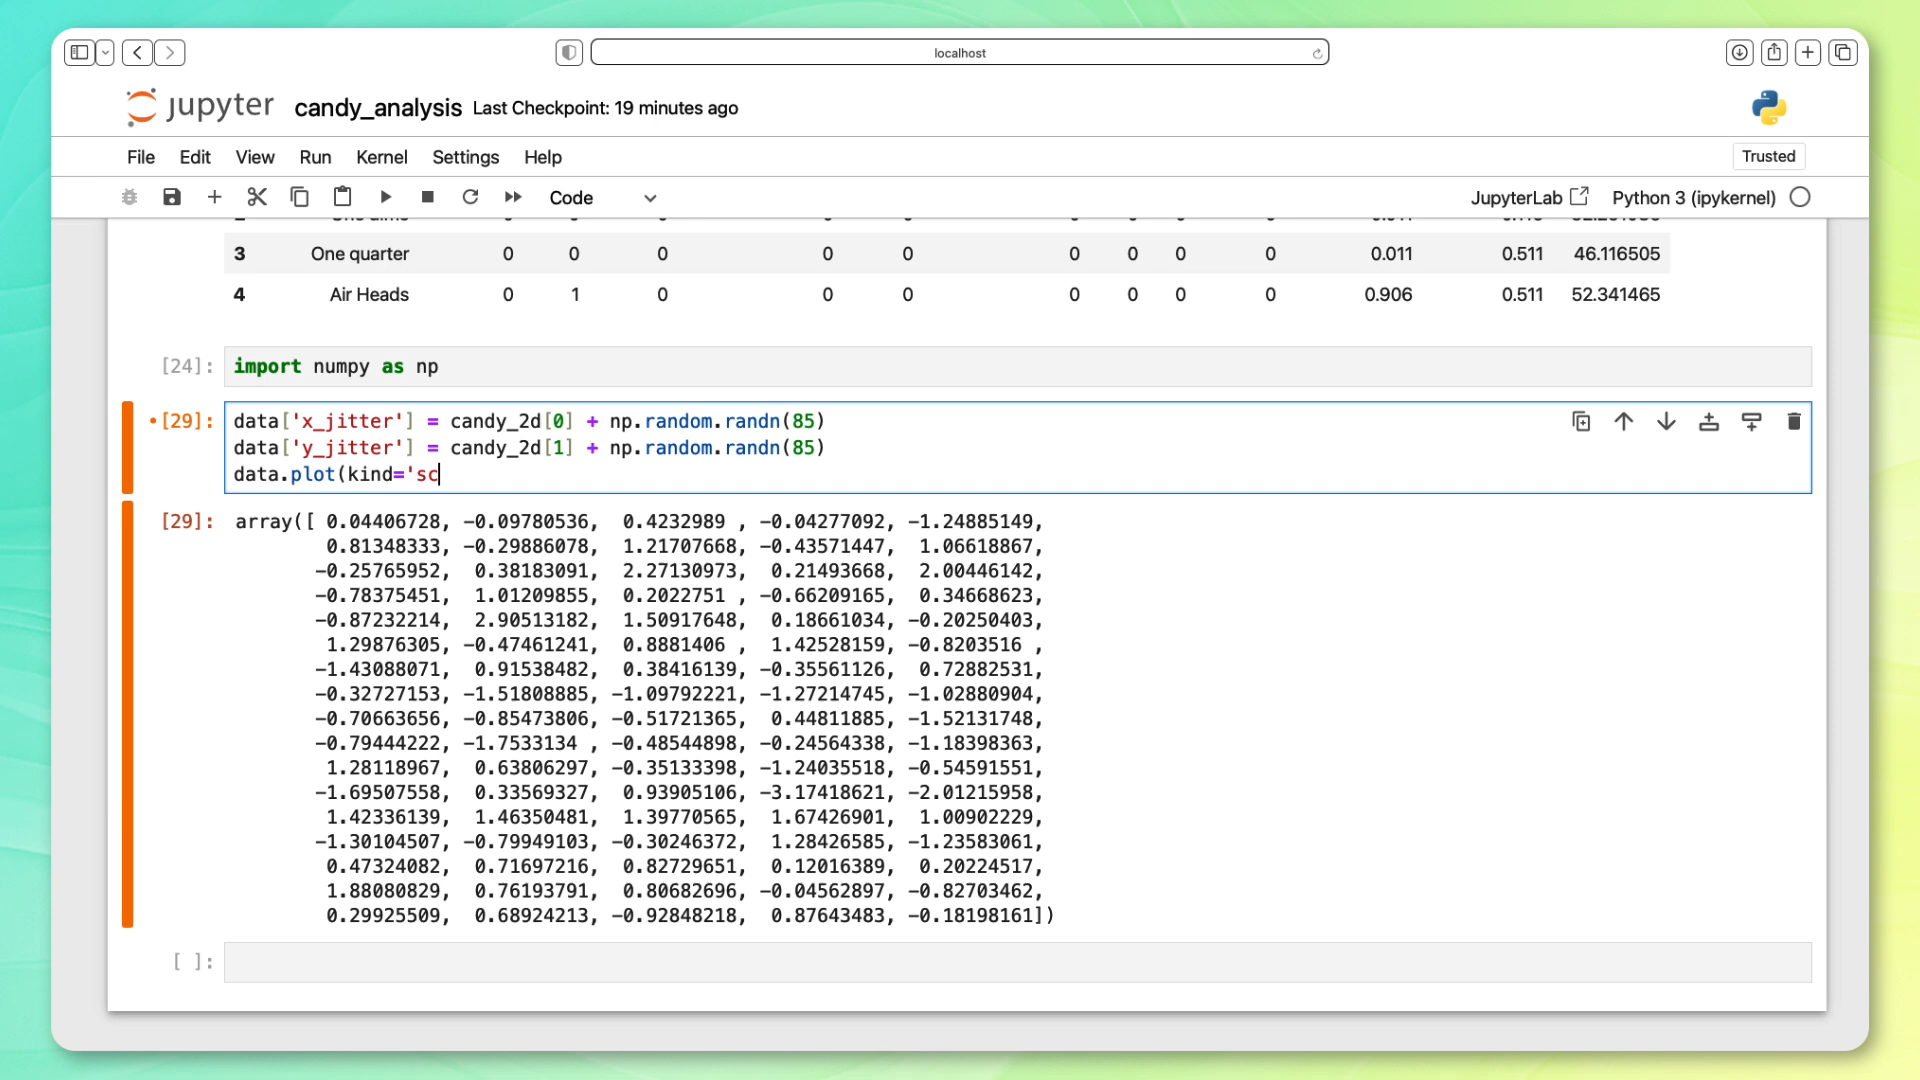 localhost
jupyter candy_analysis Last Checkpoint: 19 minutes ago
File Edit View Run Kernel Settings Help
Trusted
Code
JupyterLab Python 3 (ipykernel)
3 One quarter 0 0 0 0 0 0 0 0 0 0.011 0.511 46.116505
4 Air Heads 0 1 0 0 0 0 0 0 0 0.906 0.511 52.341465
[24]: import numpy as np
[29]: data['x_jitter'] = candy_2d[0] + np.random.randn(85)
data['y_jitter'] = candy_2d[1] + np.random.randn(85)
data.plot(kind='sc
[29]: array([ 0.04406728, -0.09780536, 0.4232989 , -0.04277092, -1.24885149,
0.81348333, -0.29886078, 1.21707668, -0.43571447, 1.06618867,
-0.25765952, 0.38183091, 2.27130973, 0.21493668, 2.00446142,
-0.78375451, 1.01209855, 0.2022751 , -0.66209165, 0.34668623,
-0.87232214, 2.90513182, 1.50917648, 0.18661034, -0.20250403,
1.29876305, -0.47461241, 0.8881406 , 1.42528159, -0.8203516 ,
-1.43088071, 0.91538482, 0.38416139, -0.35561126, 0.72882531,
-0.32727153, -1.51808885, -1.09792221, -1.27214745, -1.02880904,
-0.70663656, -0.85473806, -0.51721365, 0.44811885, -1.52131748,
-0.79444222, -1.7533134 , -0.48544898, -0.24564338, -1.18398363,
1.28118967, 0.63806297, -0.35133398, -1.24035518, -0.54591551,
-1.69507558, 0.33569327, 0.93905106, -3.17418621, -2.01215958,
1.42336139, 1.46350481, 1.39770565, 1.67426901, 1.00902229,
-1.30104507, -0.79949103, -0.30246372, 1.28426585, -1.23583061,
0.47324082, 0.71697216, 0.82729651, 0.12016389, 0.20224517,
1.88080829, 0.76193791, 0.80682696, -0.04562897, -0.82703462,
0.29925509, 0.68924213, -0.92848218, 0.87643483, -0.18198161])
[ ]: